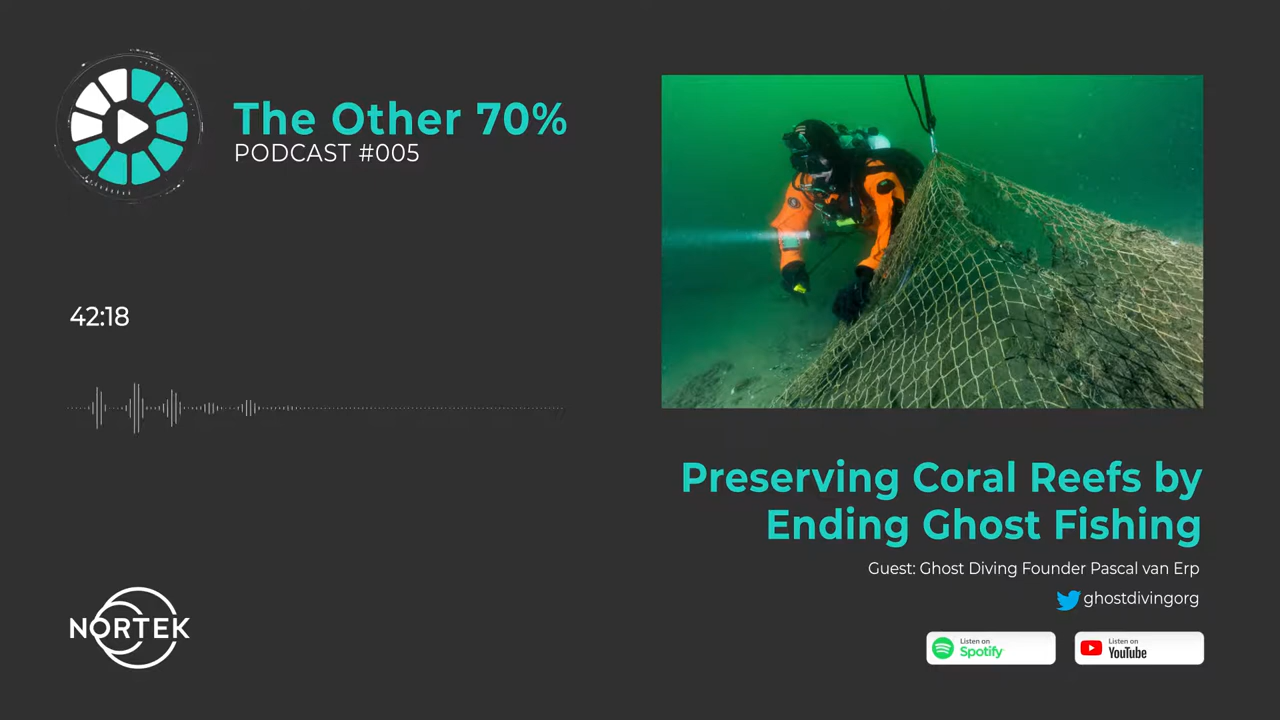 The Other 70%
PODCAST #005
42:18
NORTEK
Preserving Coral Reefs by
Ending Ghost Fishing
Guest: Ghost Diving Founder Pascal van Erp
ghostdivingorg
Listen on
Spotify
Listen on
YouTube